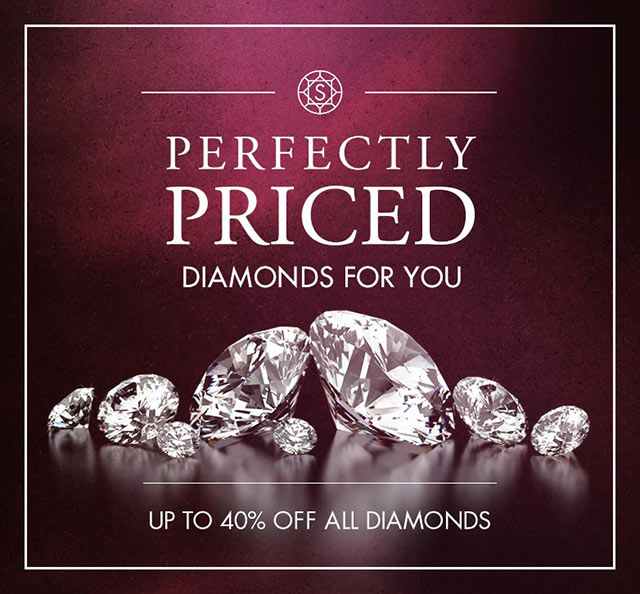 S
PERFECTLY
PRICED
DIAMONDS FOR YOU
UP TO 40% OFF ALL DIAMONDS